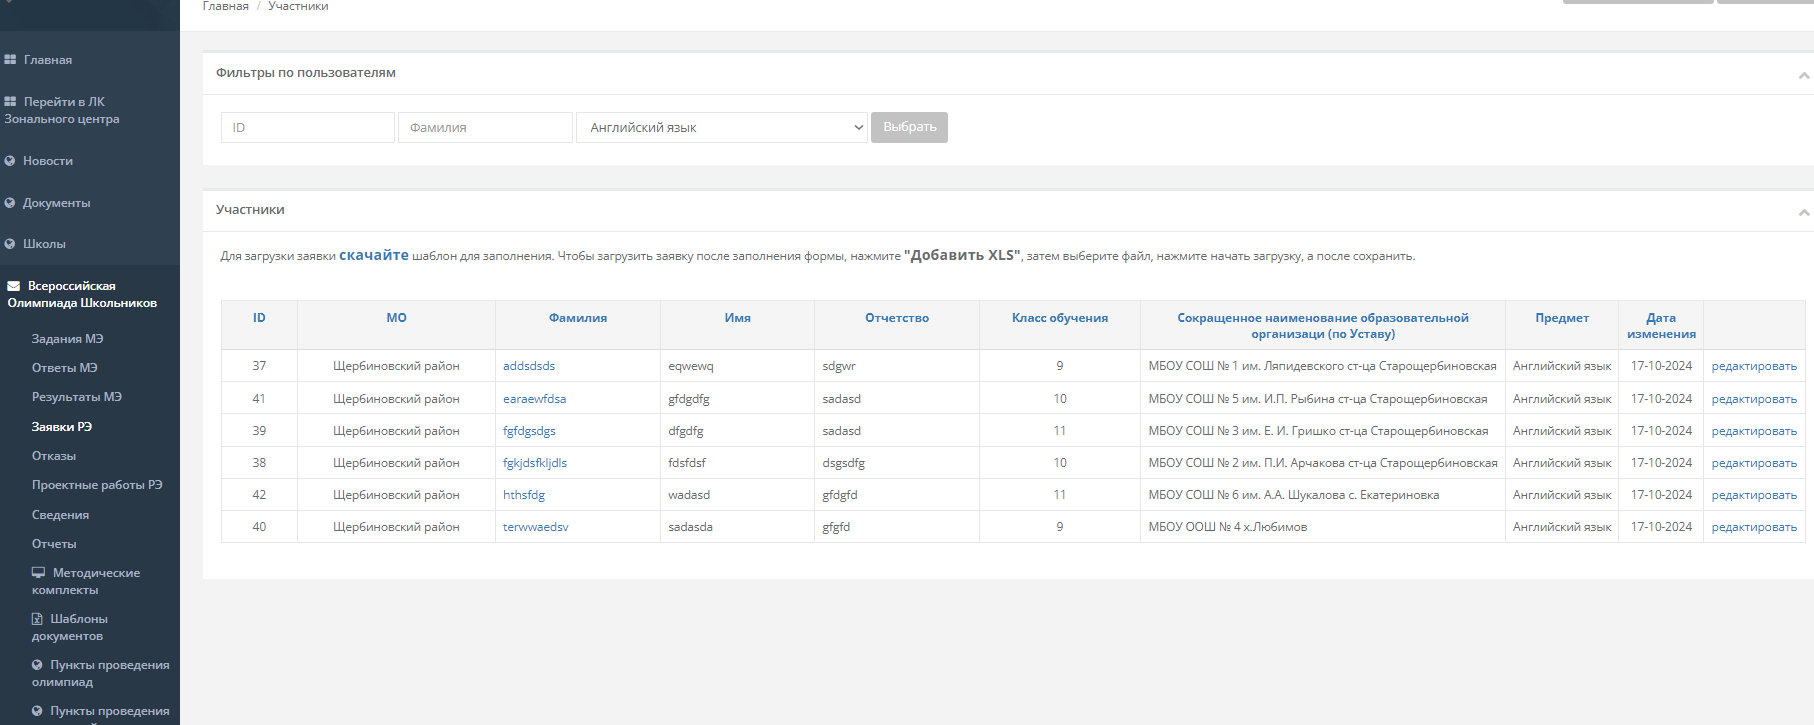 Главная / Участники
Главная
Перейти в ЛК
Зонального центра
Новости
Документы
Школы
Всероссийская
Олимпиада Школьников
Задания МЭ
Ответы МЭ
Результаты МЭ
Заявки РЭ
Отказы
Проектные работы РЭ
Сведения
Отчеты
Методические
комплекты
Шаблоны
документов
Пункты проведения
олимпиад
Пункты проведения
Фильтры по пользователям
ID Фамилия Английский язык Выбрать
Участники
Для загрузки заявки скачайте шаблон для заполнения. Чтобы загрузить заявку после заполнения формы, нажмите "Добавить XLS", затем выберите файл, нажмите начать загрузку, а после сохранить.
ID МО Фамилия Имя Отчетство Класс обучения Сокращенное наименование образовательной организаци (по Уставу) Предмет Дата изменения
37 Щербиновский район addsdsds eqwewq sdgwr 9 МБОУ СОШ № 1 им. Ляпидевского ст-ца Старощербиновская Английский язык 17-10-2024 редактировать
41 Щербиновский район earaewfdsa gfdgdfg sadasd 10 МБОУ СОШ № 5 им. И.П. Рыбина ст-ца Старощербиновская Английский язык 17-10-2024 редактировать
39 Щербиновский район fgfdgsdgs dfgdfg sadasd 11 МБОУ СОШ № 3 им. Е. И. Гришко ст-ца Старощербиновская Английский язык 17-10-2024 редактировать
38 Щербиновский район fgkjdsfkljdls fdsfdsf dsgsdfg 10 МБОУ СОШ № 2 им. П.И. Арчакова ст-ца Старощербиновская Английский язык 17-10-2024 редактировать
42 Щербиновский район hthsfdg wadasd gfdgfd 11 МБОУ СОШ № 6 им. А.А. Шукалова с. Екатериновка Английский язык 17-10-2024 редактировать
40 Щербиновский район terwwaedsv sadasda gfgfd 9 МБОУ ООШ № 4 х.Любимов Английский язык 17-10-2024 редактировать